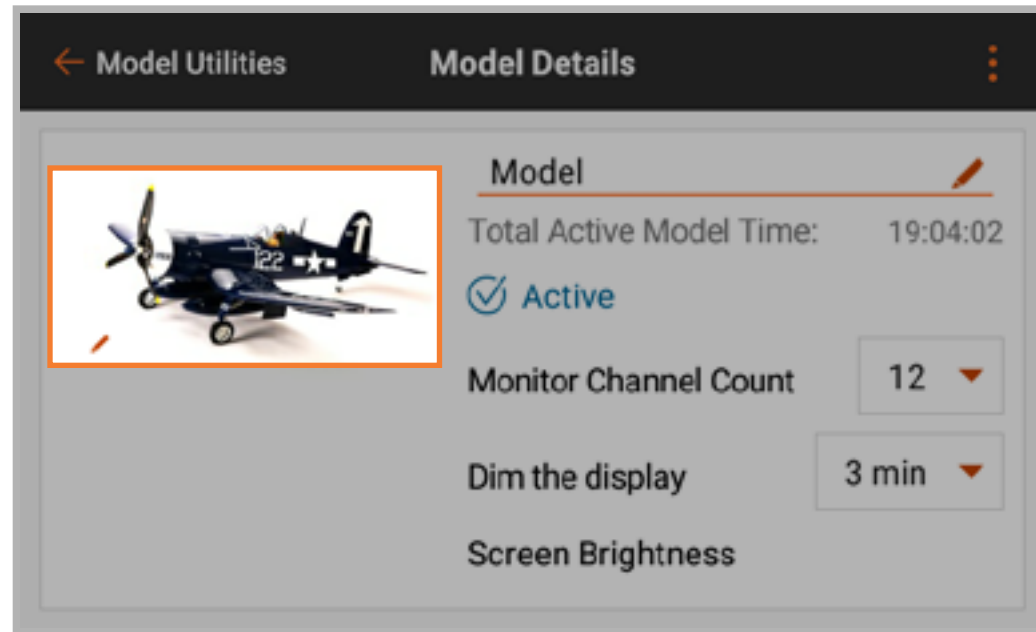 Model Utilities
Model Details
122
Model
Total Active Model Time: 19:04:02
Active
Monitor Channel Count 12
Dim the display 3 min
Screen Brightness